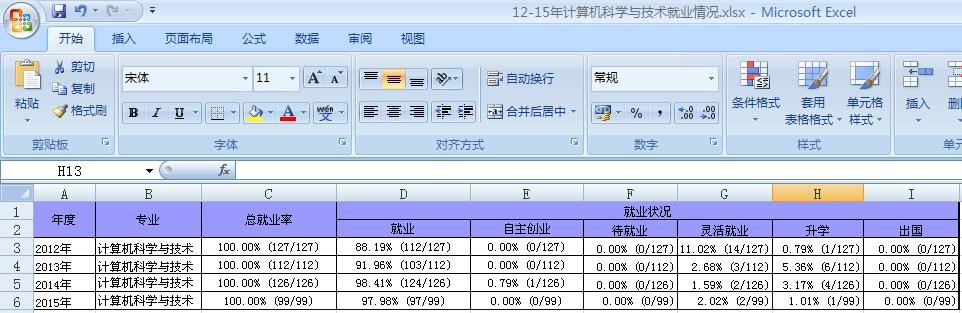 12-15年计算机科学与技术就业情况.xlsx - Microsoft Excel
开始 插入 页面布局 公式 数据 审阅 视图
粘贴 剪切 复制 格式刷 剪贴板
宋体 11 A A B I U A wén 变 字体
自动换行 合并后居中 对齐方式
常规 % , .0 .00 .00 .0 数字
条件格式 套用表格格式 单元格样式 样式
插入
H13 fx
A B C D E F G H I
1 年度 专业 总就业率 就业状况
2 就业 自主创业 待就业 灵活就业 升学 出国
3 2012年 计算机科学与技术 100.00% (127/127) 88.19% (112/127) 0.00% (0/127) 0.00% (0/127) 11.02% (14/127) 0.79% (1/127) 0.00% (0/127)
4 2013年 计算机科学与技术 100.00% (112/112) 91.96% (103/112) 0.00% (0/112) 0.00% (0/112) 2.68% (3/112) 5.36% (6/112) 0.00% (0/112)
5 2014年 计算机科学与技术 100.00% (126/126) 98.41% (124/126) 0.79% (1/126) 0.00% (0/126) 1.59% (2/126) 3.17% (4/126) 0.00% (0/126)
6 2015年 计算机科学与技术 100.00% (99/99) 97.98% (97/99) 0.00% (0/99) 0.00% (0/99) 2.02% (2/99) 1.01% (1/99) 0.00% (0/99)